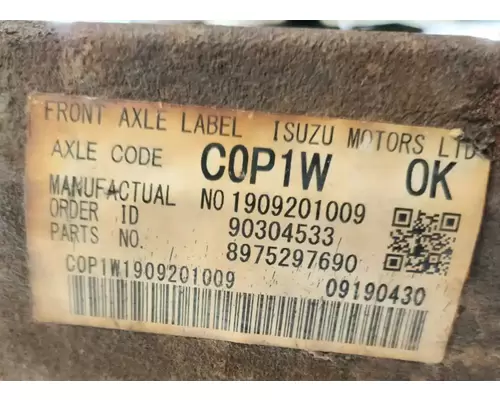 FRONT AXLE LABEL ISUZU MOTORS LTD
AXLE CODE C0P1W OK
MANUFACTUAL NO 1909201009
ORDER ID 90304533
PARTS NO. 8975297690
C0P1W1909201009 09190430